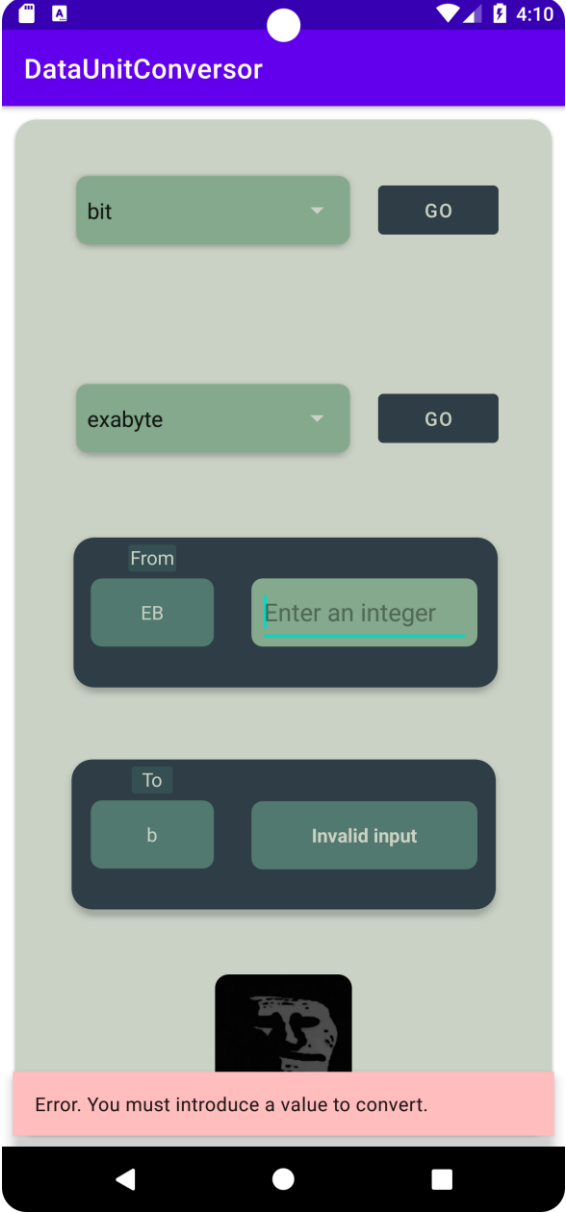 4:10
DataUnitConversor
bit
GO
exabyte
GO
From
EB
Enter an integer
To
b
Invalid input
Error. You must introduce a value to convert.